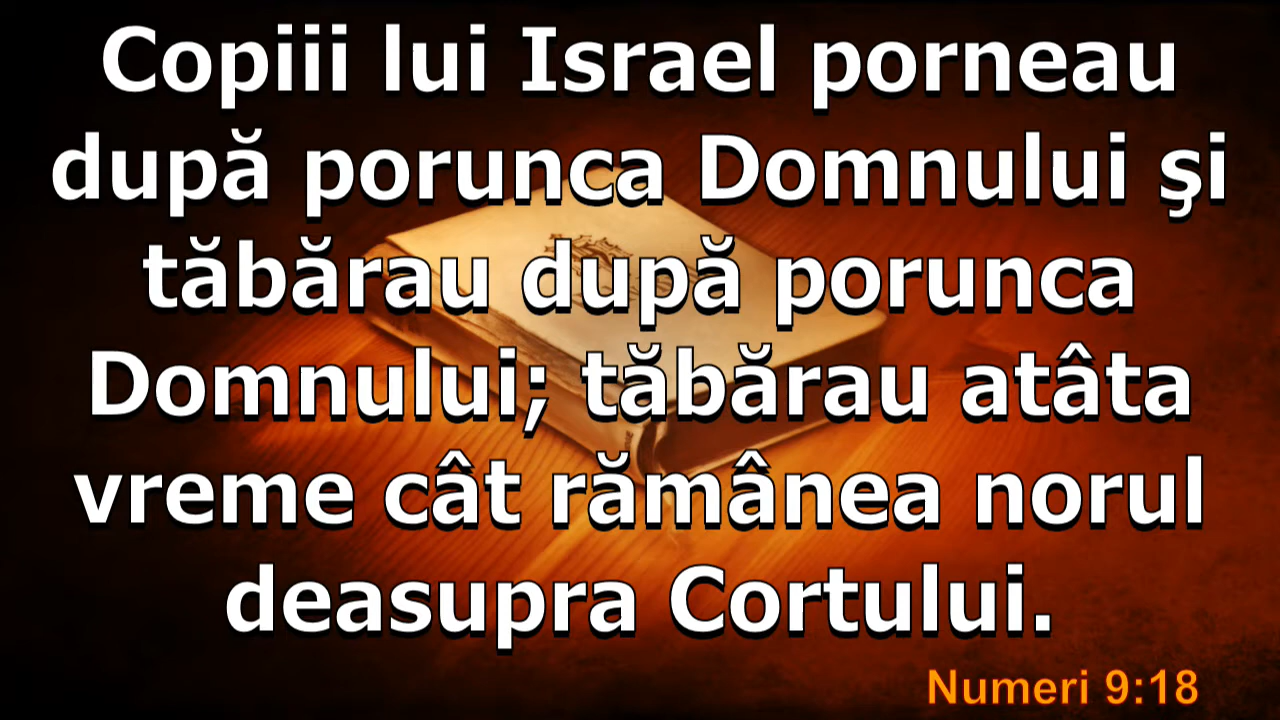 Copiii lui Israel porneau
după porunca Domnului şi
tăbărau după porunca
Domnului; tăbărau atâta
vreme cât rămânea norul
deasupra Cortului.
Numeri 9:18